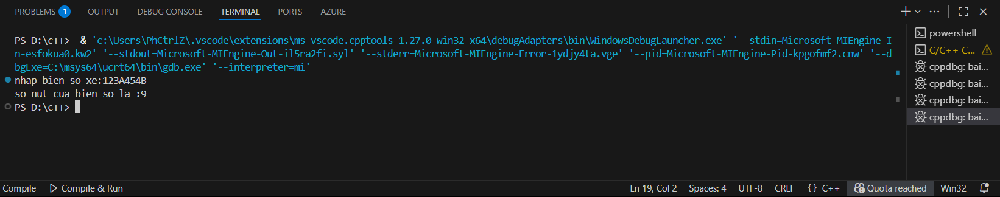 PROBLEMS 1 OUTPUT DEBUG CONSOLE TERMINAL PORTS AZURE
PS D:\c++>  & 'c:\Users\PhCtrlZ\.vscode\extensions\ms-vscode.cpptools-1.27.0-win32-x64\debugAdapters\bin\WindowsDebugLauncher.exe' '--stdin=Microsoft-MIEngine-I
n-esfokua0.kw2' '--stdout=Microsoft-MIEngine-Out-il5ra2fi.syl' '--stderr=Microsoft-MIEngine-Error-1ydjy4ta.vge' '--pid=Microsoft-MIEngine-Pid-kpgofmf2.cnw' '--d
bgExe=C:\msys64\ucrt64\bin\gdb.exe' '--interpreter=mi'
nhap bien so xe:123A454B
so nut cua bien so la :9
PS D:\c++>
powershell
C/C++ C...
cppdbg: bai...
cppdbg: bai...
cppdbg: bai...
cppdbg: bai...
Compile Compile & Run Ln 19, Col 2 Spaces: 4 UTF-8 CRLF {} C++ Quota reached Win32